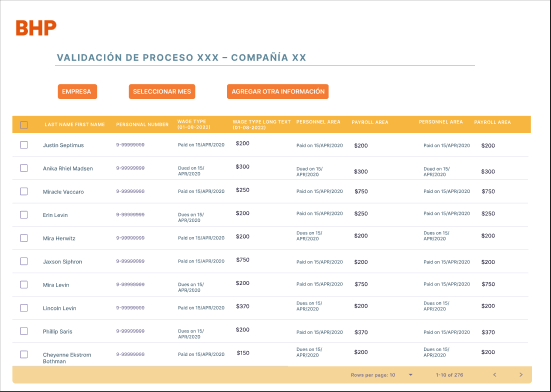 BHP
VALIDACIÓN DE PROCESO XXX – COMPAÑÍA XX
EMPRESA SELECCIONAR MES AGREGAR OTRA INFORMACIÓN
LAST NAME FIRST NAME PERSONNAL NUMBER WAGE TYPE (01-09-2022) WAGE TYPE LONG TEXT (01-09-2022) PERSONNEL AREA PAYROLL AREA PERSONNEL AREA PAYROLL AREA
Justin Septimus 9-99999999 Paid on 15/APR/2020 $200 Paid on 15/APR/2020 $200 Paid on 15/APR/2020 $200
Anika Rhiel Madsen 9-99999999 Dues on 15/ APR/2020 $300 Dues on 15/ APR/2020 $300 Dues on 15/ APR/2020 $300
Miracle Vaccaro 9-99999999 Paid on 15/APR/2020 $250 Paid on 15/APR/2020 $750 Paid on 15/APR/2020 $750
Erin Levin 9-99999999 Dues on 15/ APR/2020 $200 Paid on 15/APR/2020 $250 Paid on 15/APR/2020 $250
Mira Herwitz 9-99999999 Paid on 15/APR/2020 $200 Dues on 15/ APR/2020 $200 Dues on 15/ APR/2020 $200
Jaxson Siphron 9-99999999 Paid on 15/APR/2020 $750 Paid on 15/APR/2020 $200 Paid on 15/APR/2020 $200
Mira Levin 9-99999999 Dues on 15/ APR/2020 $200 Paid on 15/APR/2020 $750 Paid on 15/APR/2020 $750
Lincoln Levin 9-99999999 Paid on 15/APR/2020 $370 Dues on 15/ APR/2020 $200 Dues on 15/ APR/2020 $200
Phillip Saris 9-99999999 Dues on 15/ APR/2020 $200 Paid on 15/APR/2020 $370 Paid on 15/APR/2020 $370
Cheyenne Ekstrom Bothman 9-99999999 Paid on 15/APR/2020 $150 Dues on 15/ APR/2020 $200 Dues on 15/ APR/2020 $200
Rows per page: 10 1-10 of 276